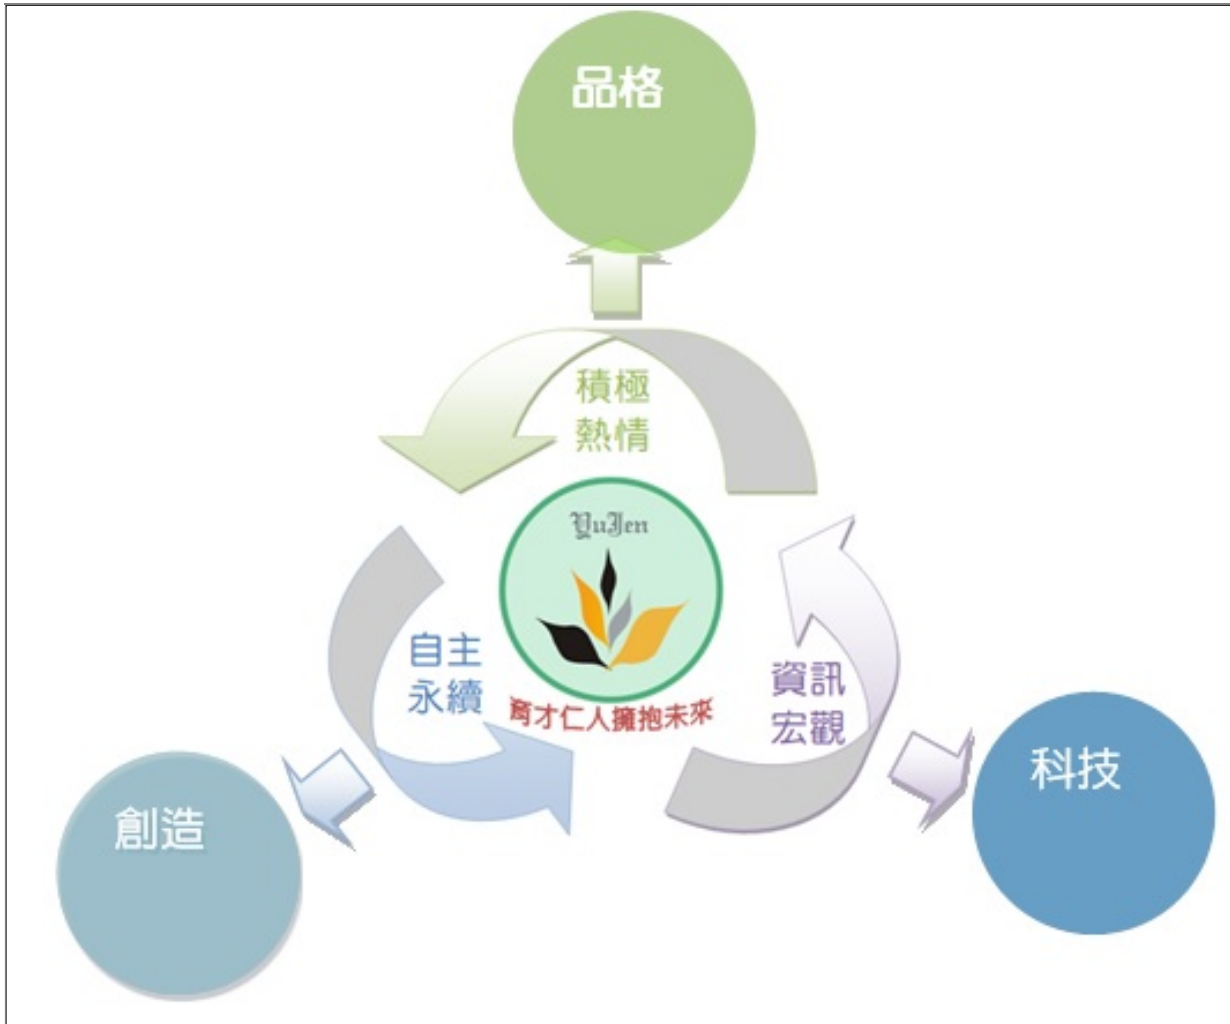 品格
積極
熱情
YuJen
自主
永續
資訊
宏觀
育才仁人擁抱未來
科技
創造